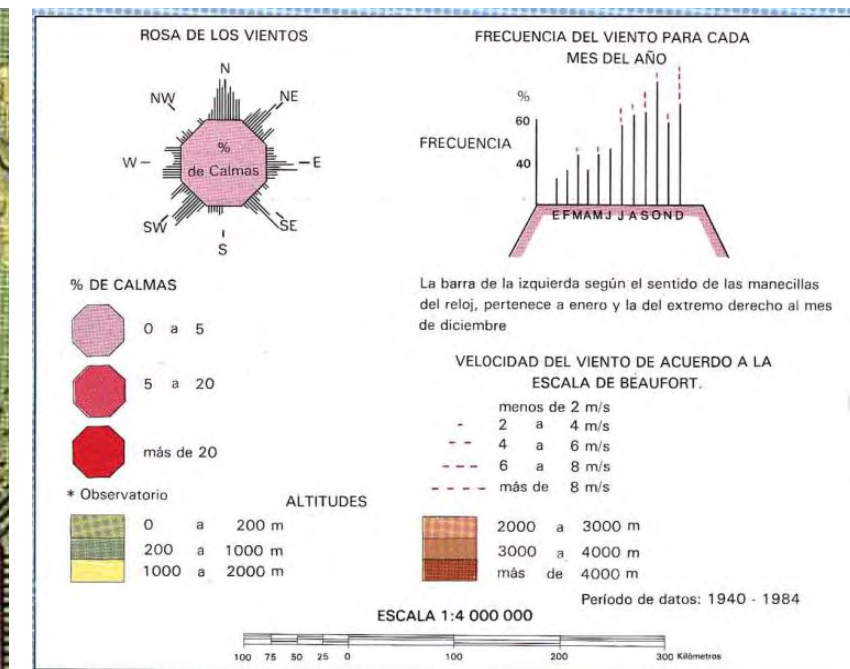 ROSA DE LOS VIENTOS
N
NW
NE
W
%
de Calmas
E
SW
SE
S
FRECUENCIA DEL VIENTO PARA CADA
MES DEL AÑO
%
60
FRECUENCIA
40
E F M A M J J A S O N D
La barra de la izquierda según el sentido de las manecillas
del reloj, pertenece a enero y la del extremo derecho al mes
de diciembre
% DE CALMAS
0 a 5
5 a 20
más de 20
* Observatorio
VELOCIDAD DEL VIENTO DE ACUERDO A LA
ESCALA DE BEAUFORT.
menos de 2 m/s
- 2 a 4 m/s
- - 4 a 6 m/s
- - - 6 a 8 m/s
- - - - más de 8 m/s
ALTITUDES
0 a 200 m
200 a 1000 m
1000 a 2000 m
2000 a 3000 m
3000 a 4000 m
más de 4000 m
Período de datos: 1940 - 1984
ESCALA 1:4 000 000
100 75 50 25 0 100 200 300 Kilómetros